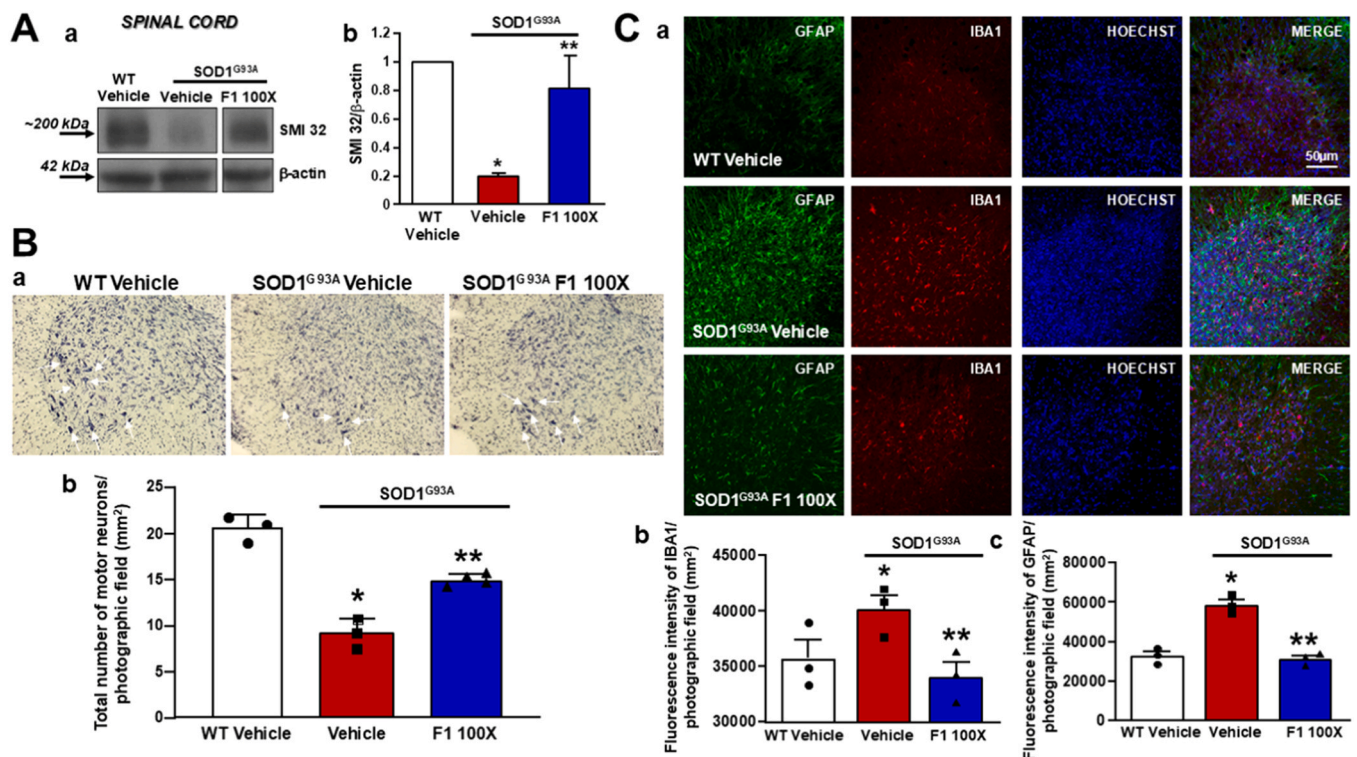 A
SPINAL CORD
a
SOD1G93A
WT
Vehicle
Vehicle
F1 100X
~200 kDa
SMI 32
42 kDa
β-actin
b
SOD1G93A
SMI 32/β-actin
1.2
1
0.8
0.6
0.4
0.2
0
*
**
WT
Vehicle
Vehicle
F1 100X
B
a
WT Vehicle
SOD1G93A Vehicle
SOD1G93A F1 100X
b
SOD1G93A
Total number of motor neurons/
photographic field (mm2)
25
20
15
10
5
0
*
**
WT Vehicle
Vehicle
F1 100X
C
a
GFAP
IBA1
HOECHST
MERGE
WT Vehicle
50µm
GFAP
IBA1
HOECHST
MERGE
SOD1G93A Vehicle
GFAP
IBA1
HOECHST
MERGE
SOD1G93A F1 100X
b
SOD1G93A
Fluorescence intensity of IBA1/
photographic field (mm2)
45000
40000
35000
30000
*
**
WT Vehicle
Vehicle
F1 100X
c
SOD1G93A
Fluorescence intensity of GFAP/
photographic field (mm2)
80000
60000
40000
20000
0
*
**
WT Vehicle
Vehicle
F1 100X